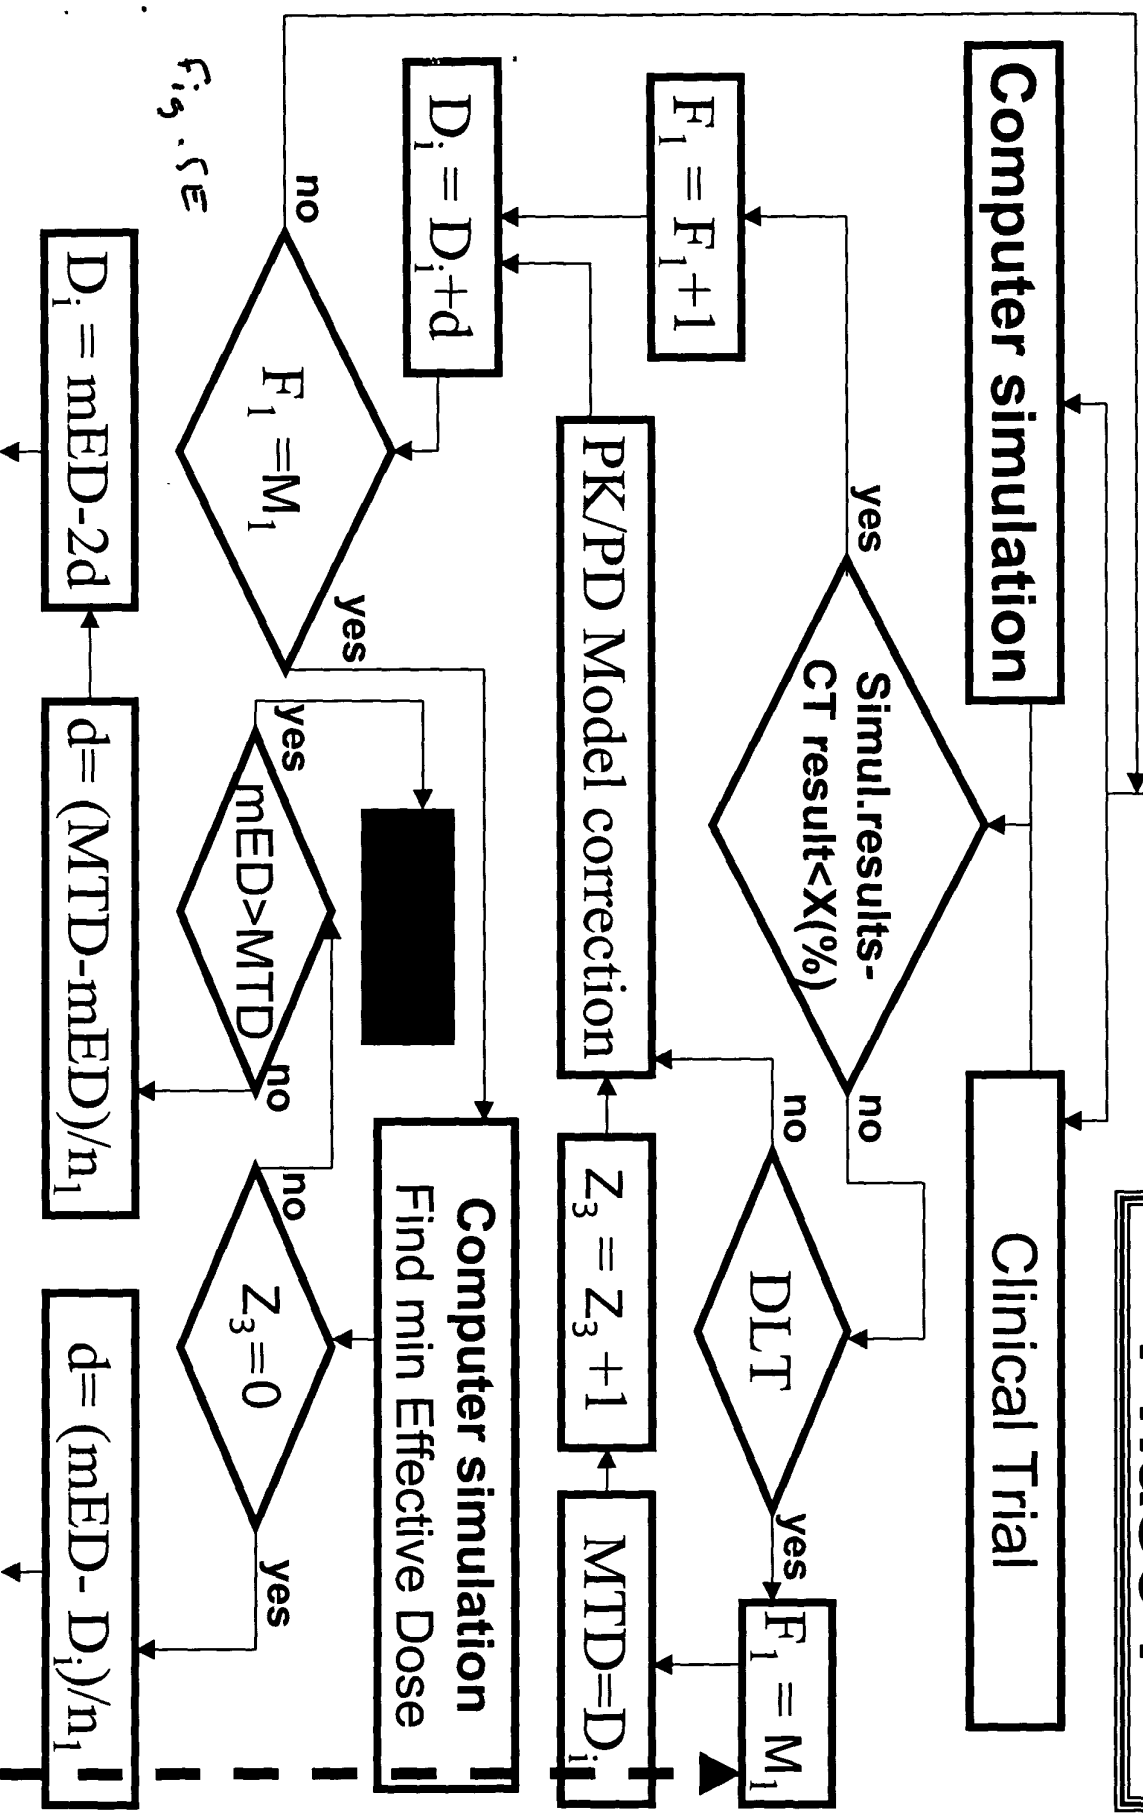 Computer simulation
Clinical Trial
Simul.results-
CT result<X(%)
yes
no
F₁ = F₁+1
DLT
no
yes
F₁ = M₁
PK/PD Model correction
Z₃ = Z₃ +1
MTD=Dᵢ
Dᵢ = Dᵢ+d
Computer simulation
Find min Effective Dose
F₁ =M₁
no
yes
mED>MTD
yes
no
Z₃=0
no
yes
Dᵢ = mED-2d
d= (MTD-mED)/n₁
d= (mED- Dᵢ)/n₁
Fig. 5E